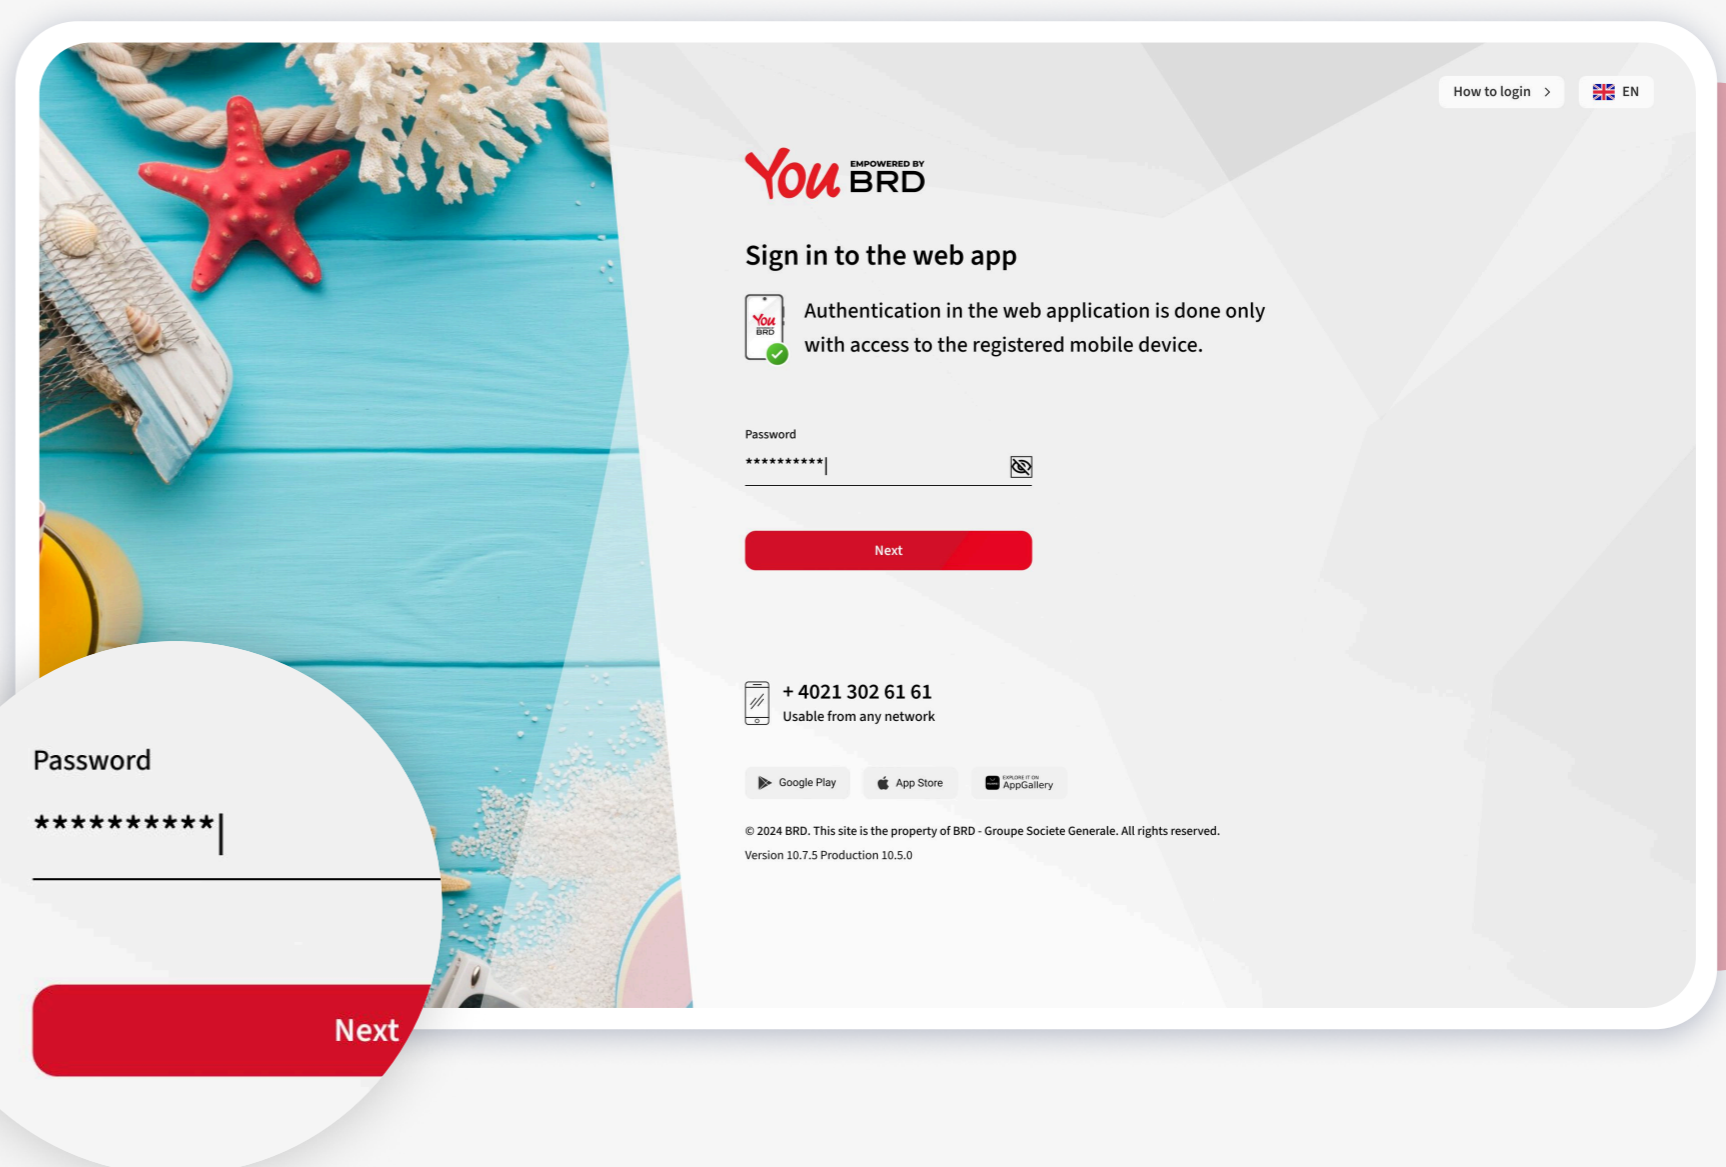 How to login
EN
You EMPOWERED BY BRD
Sign in to the web app
You BRD
Authentication in the web application is done only
with access to the registered mobile device.
Password
**********
Next
+ 4021 302 61 61
Usable from any network
Google Play
App Store
EXPLORE IT ON
AppGallery
© 2024 BRD. This site is the property of BRD - Groupe Societe Generale. All rights reserved.
Version 10.7.5 Production 10.5.0
Password
**********
Next